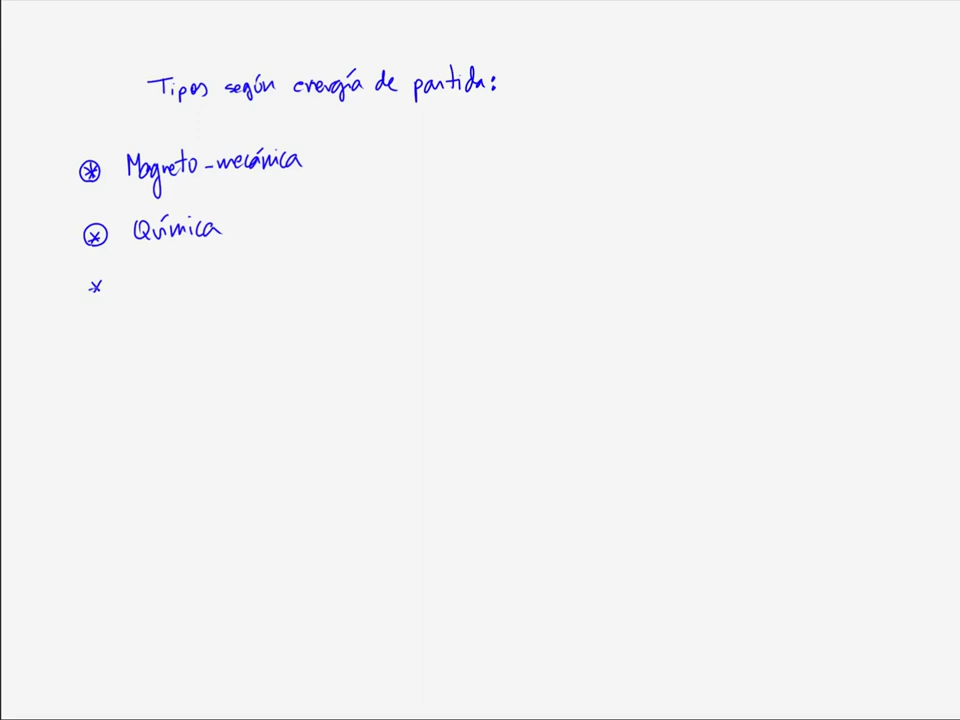 Tipos según energía de partida:
* Magneto-mecánica
* Química
*